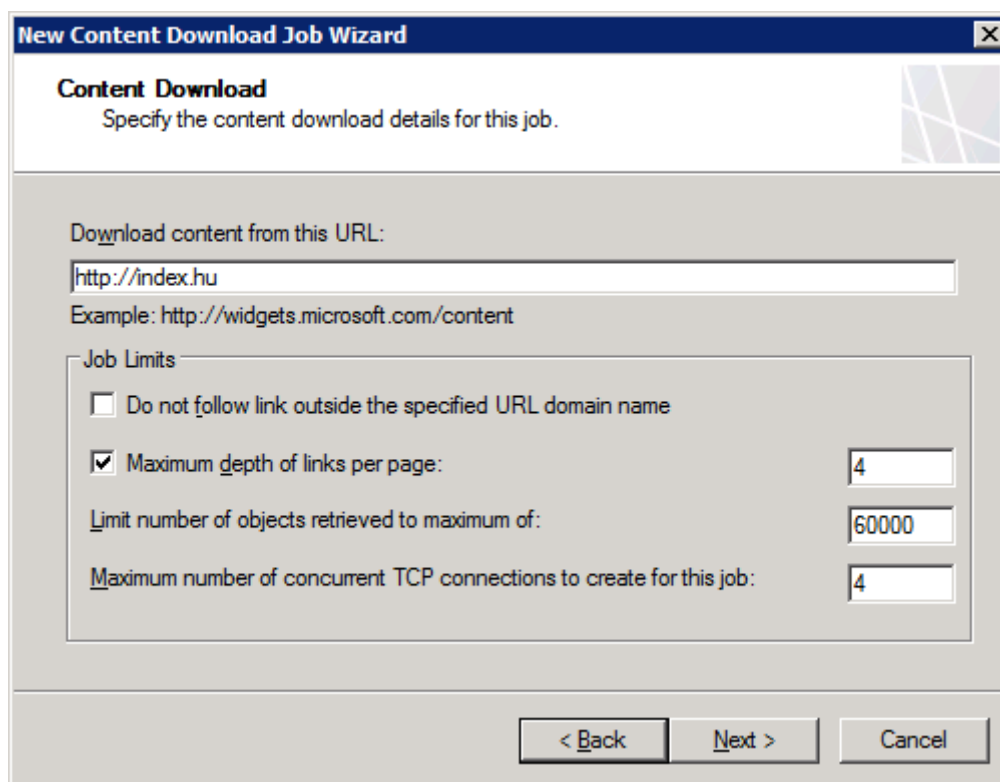 New Content Download Job Wizard
Content Download
Specify the content download details for this job.
Download content from this URL:
http://index.hu
Example: http://widgets.microsoft.com/content
Job Limits
Do not follow link outside the specified URL domain name
Maximum depth of links per page: 4
Limit number of objects retrieved to maximum of: 60000
Maximum number of concurrent TCP connections to create for this job: 4
< Back Next > Cancel